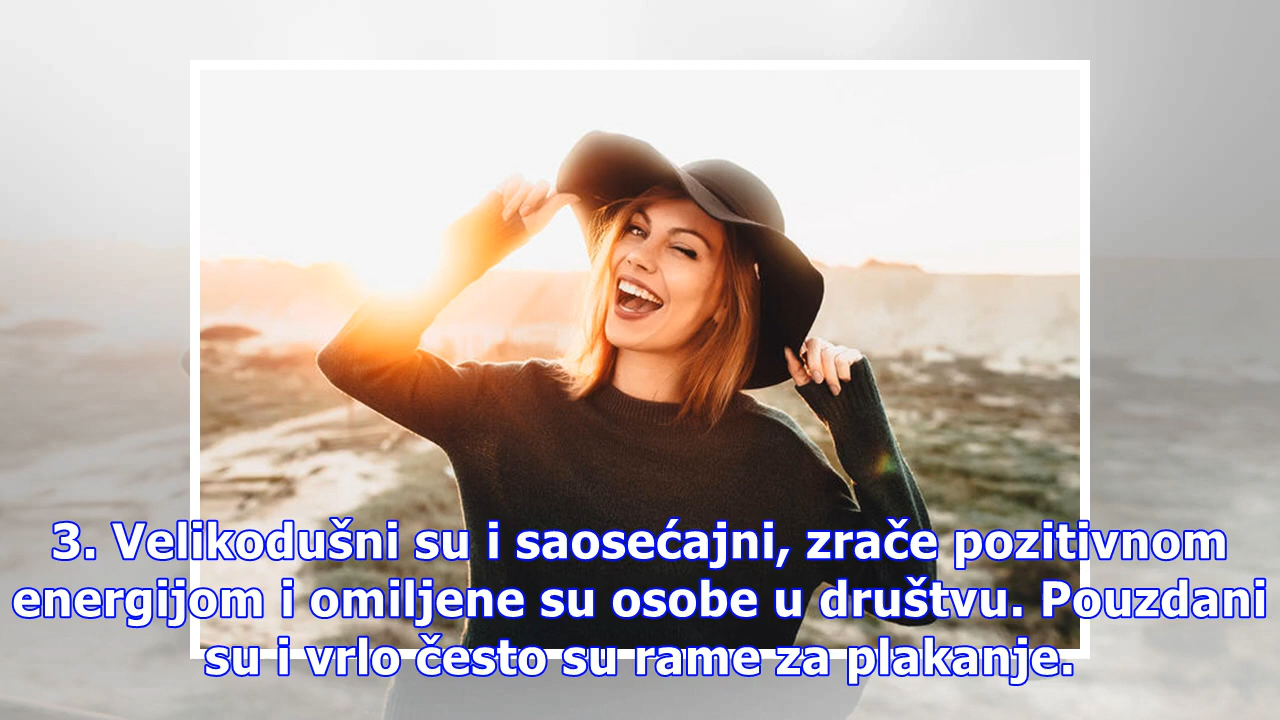 3. Velikodušni su i saosećajni, zrače pozitivnom
energijom i omiljene su osobe u društvu. Pouzdani
su i vrlo često su rame za plakanje.